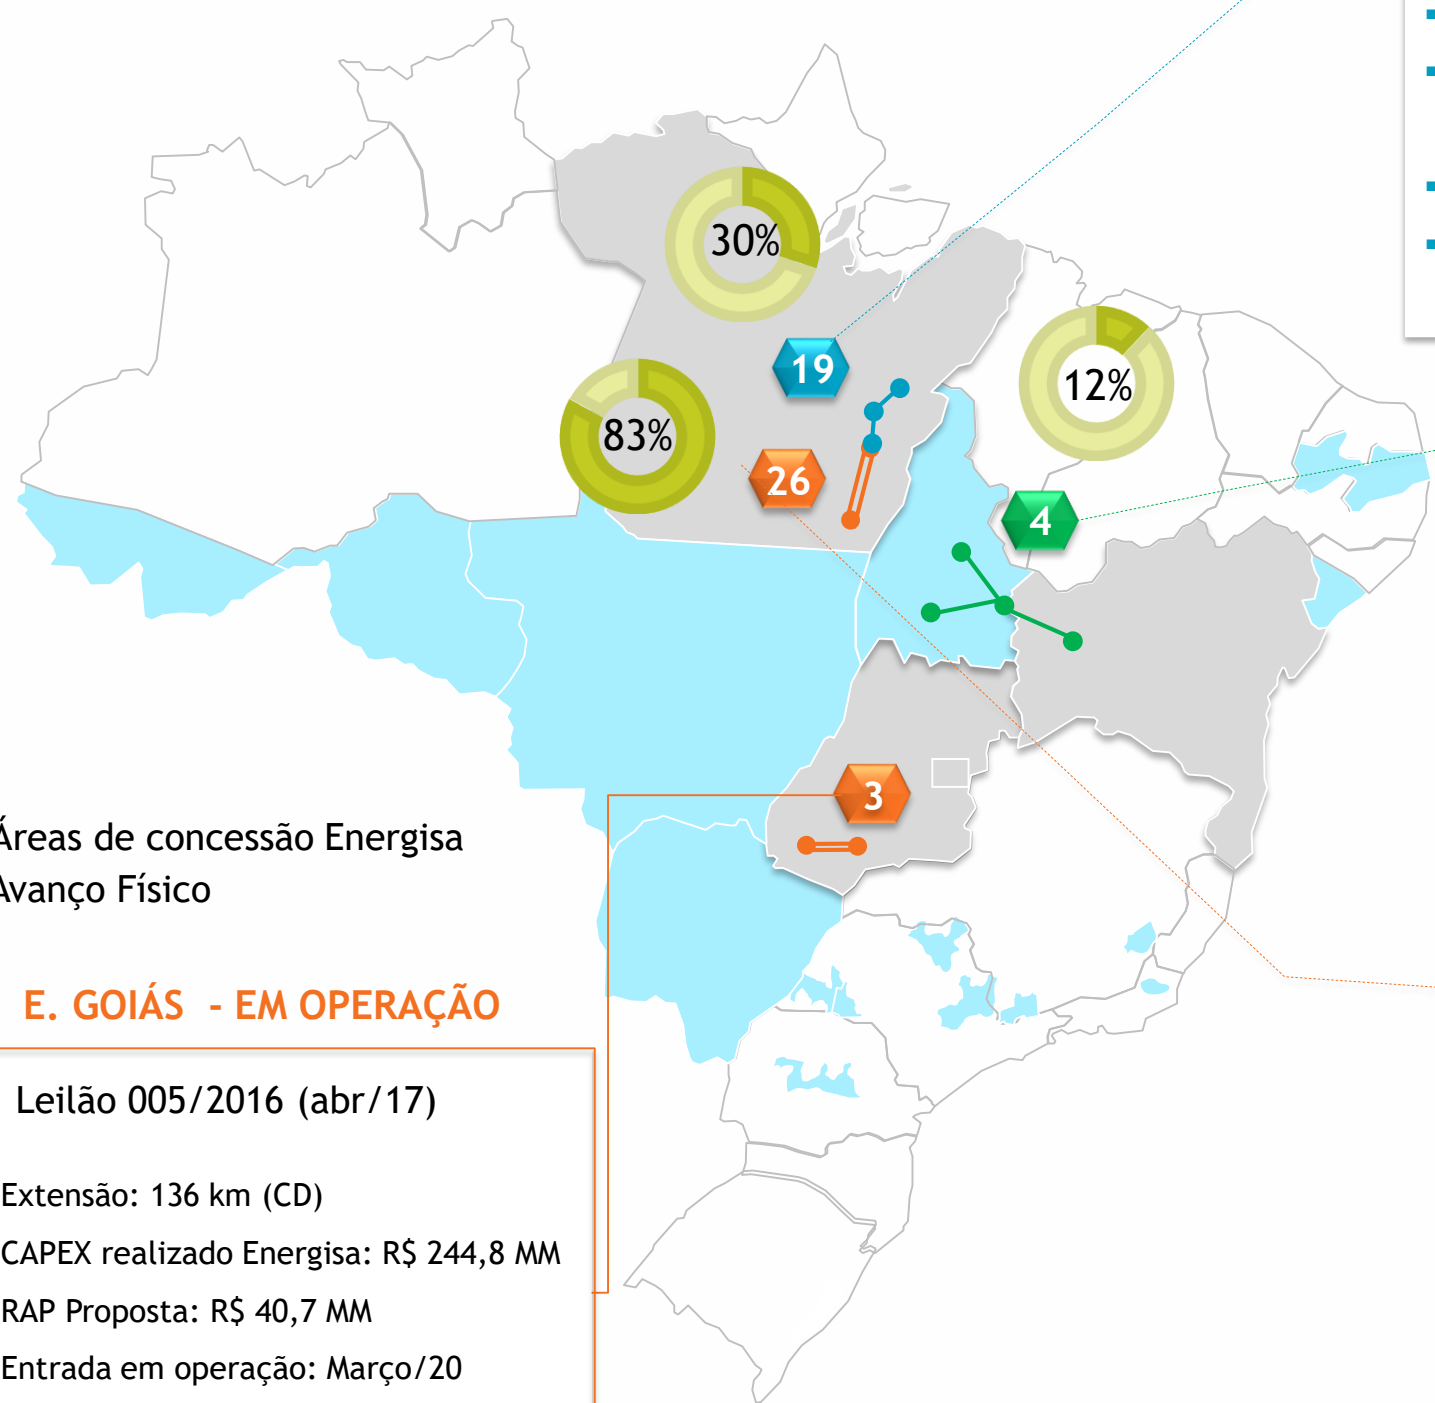 30%
19
12%
83%
26
4
3
Áreas de concessão Energisa
Avanço Físico
E. GOIÁS - EM OPERAÇÃO
Leilão 005/2016 (abr/17)
Extensão: 136 km (CD)
CAPEX realizado Energisa: R$ 244,8 MM
RAP Proposta: R$ 40,7 MM
Entrada em operação: Março/20